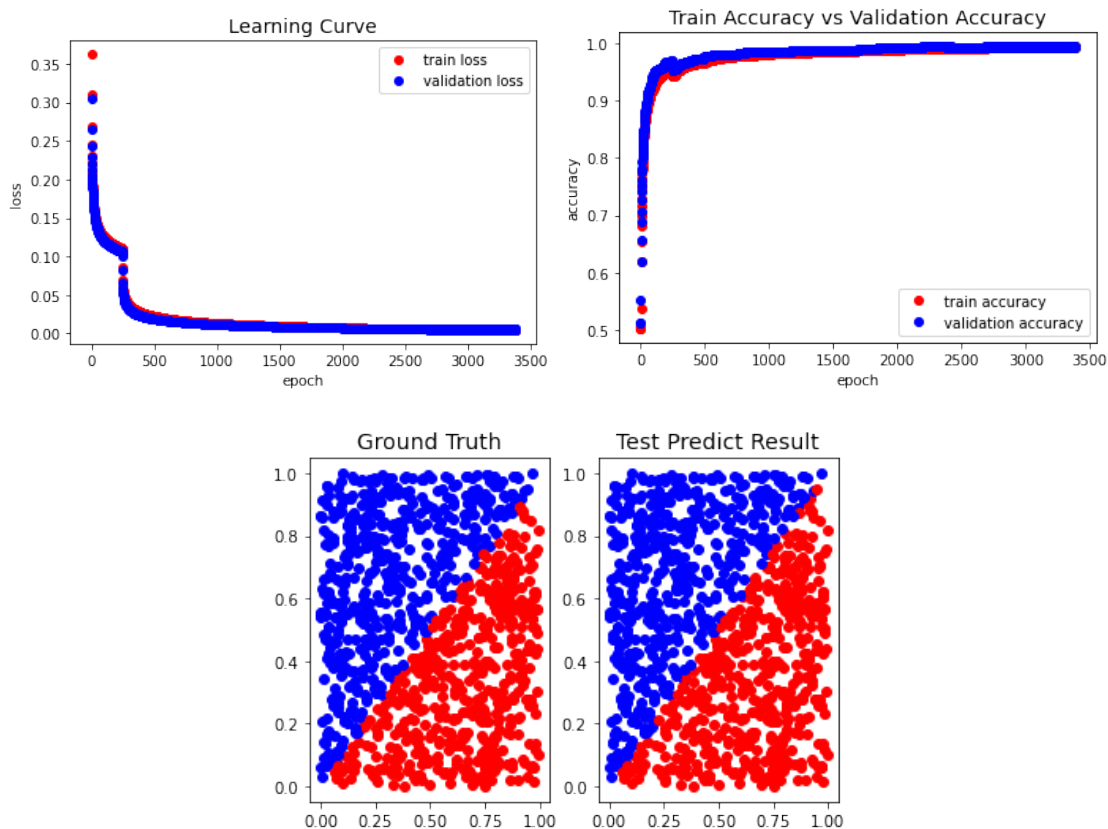 Learning Curve
train loss
validation loss
0.35
0.30
0.25
0.20
0.15
0.10
0.05
0.00
loss
0 500 1000 1500 2000 2500 3000 3500
epoch
Train Accuracy vs Validation Accuracy
1.0
0.9
0.8
0.7
0.6
0.5
accuracy
train accuracy
validation accuracy
0 500 1000 1500 2000 2500 3000 3500
epoch
Ground Truth
1.0
0.8
0.6
0.4
0.2
0.0
0.00 0.25 0.50 0.75 1.00
Test Predict Result
1.0
0.8
0.6
0.4
0.2
0.0
0.00 0.25 0.50 0.75 1.00